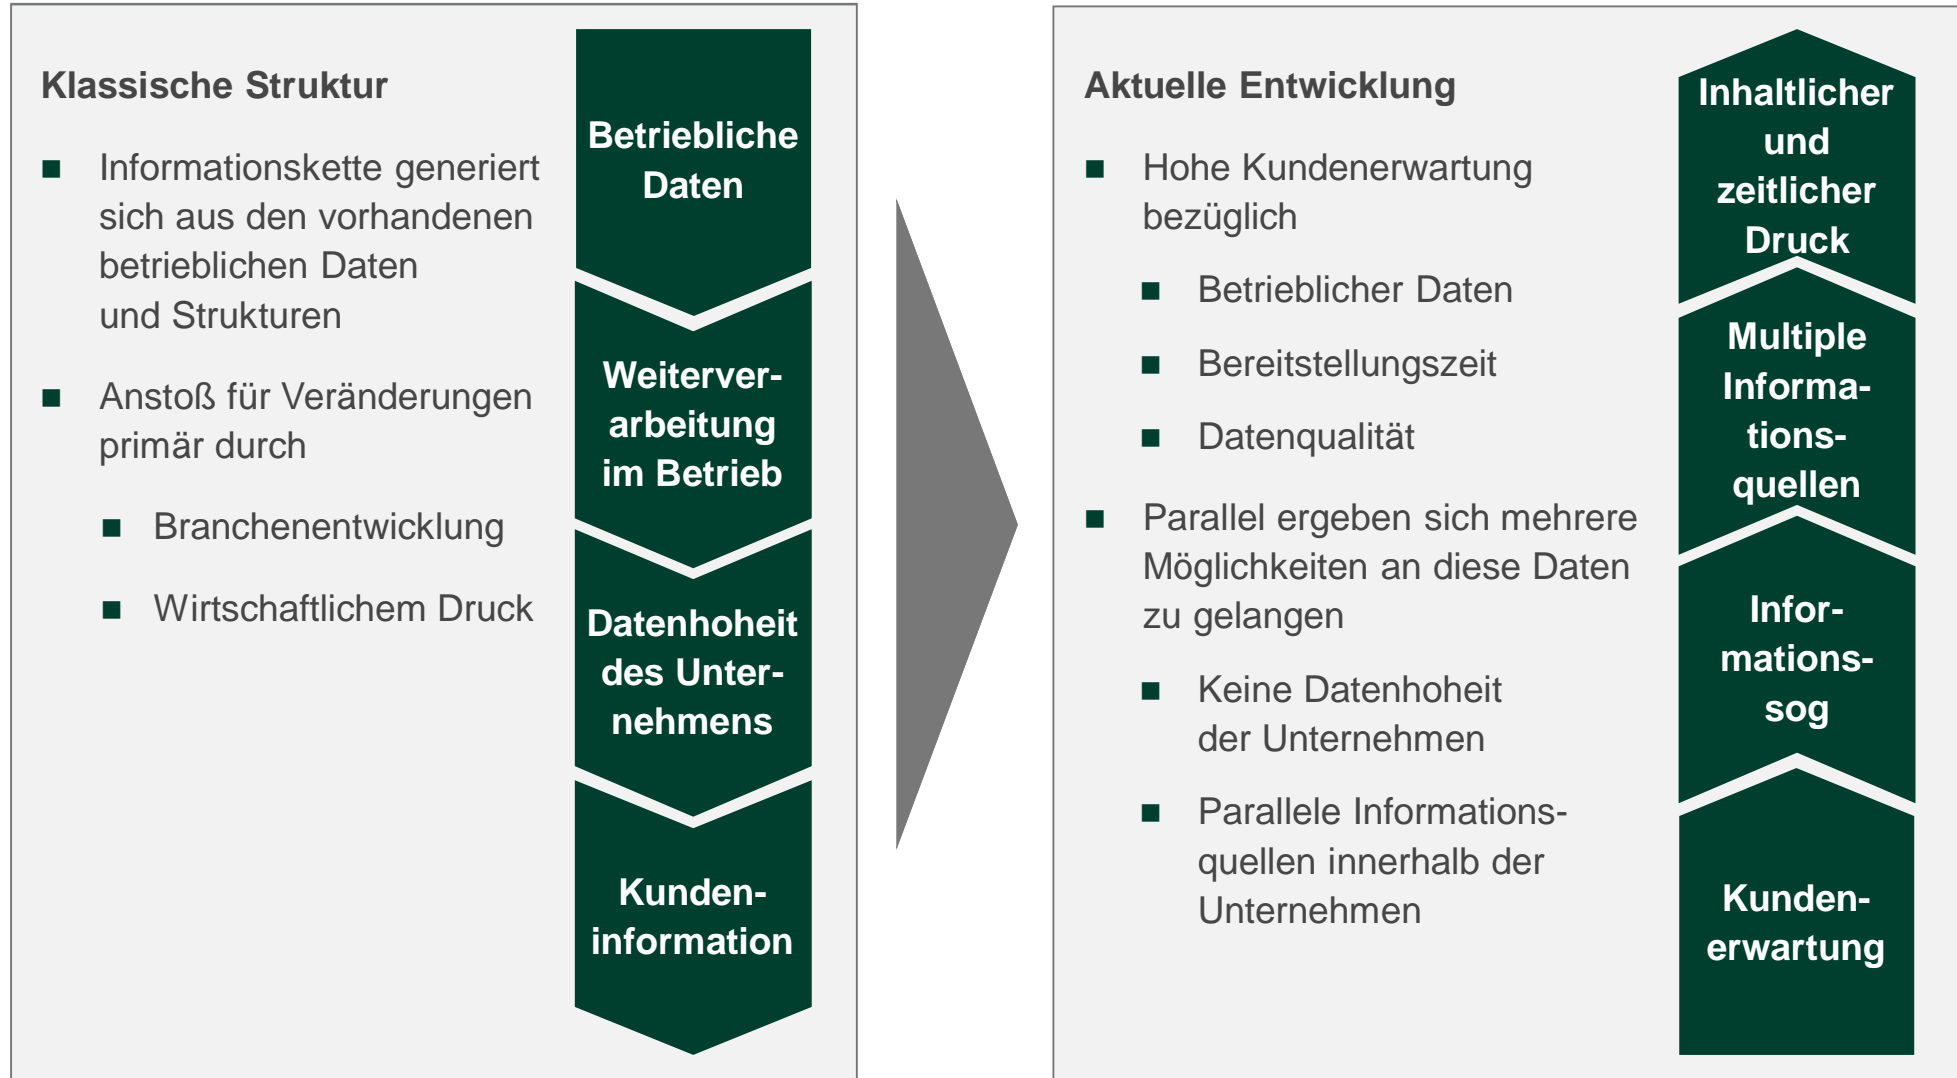 Klassische Struktur
■ Informationskette generiert
sich aus den vorhandenen
betrieblichen Daten
und Strukturen
■ Anstoß für Veränderungen
primär durch
■ Branchenentwicklung
■ Wirtschaftlichem Druck
Betriebliche
Daten
Weiterver-
arbeitung
im Betrieb
Datenhoheit
des Unter-
nehmens
Kunden-
information
Aktuelle Entwicklung
■ Hohe Kundenerwartung
bezüglich
■ Betrieblicher Daten
■ Bereitstellungszeit
■ Datenqualität
■ Parallel ergeben sich mehrere
Möglichkeiten an diese Daten
zu gelangen
■ Keine Datenhoheit
der Unternehmen
■ Parallele Informations-
quellen innerhalb der
Unternehmen
Inhaltlicher
und
zeitlicher
Druck
Multiple
Informa-
tions-
quellen
Infor-
mations-
sog
Kunden-
erwartung